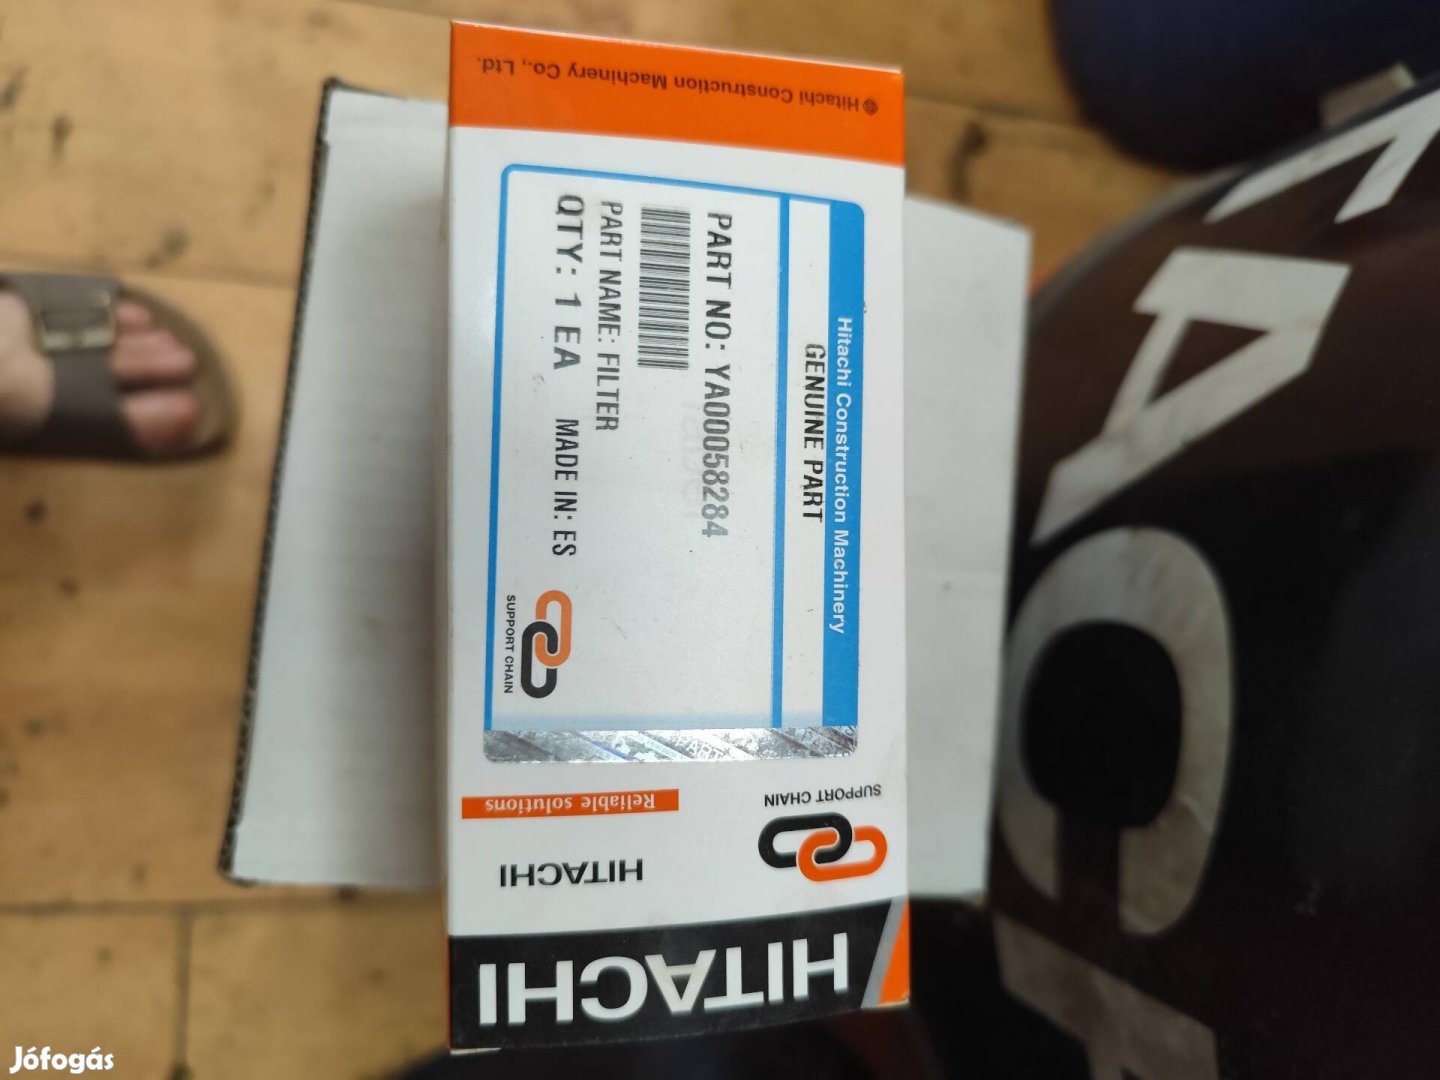 © Hitachi Construction Machinery Co., Ltd.
Hitachi Construction Machinery
GENUINE PART
PART NO: YA00058284
PART NAME: FILTER
QTY: 1 EA MADE IN: ES
SUPPORT CHAIN
Reliable solutions
SUPPORT CHAIN
HITACHI
HITACHI
Jófogás